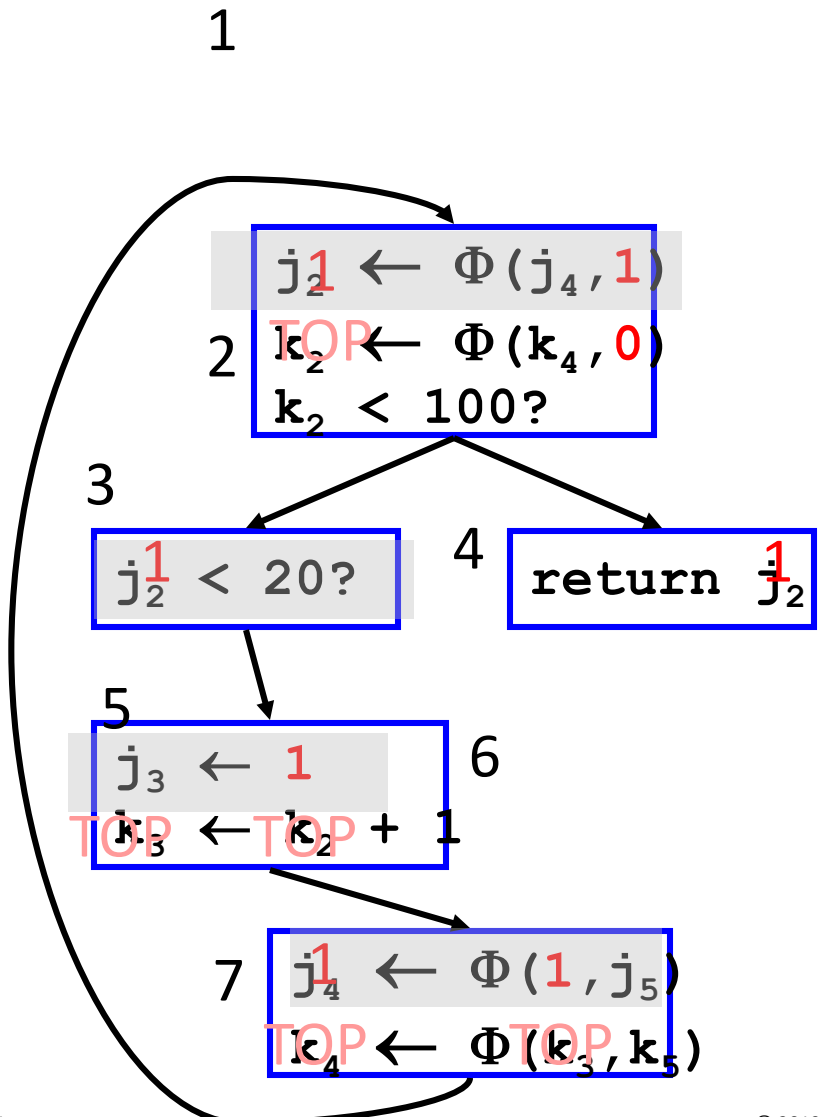 1
j₂ 1 ← Φ(j₄,1)
TOP k₂ ← Φ(k₄,0)
2
k₂ < 100?
3
j₂ 1 < 20?
4
return j₂ 1
5
j₃ ← 1
6
TOP k₃ ← TOP k₂ + 1
7
j₄ 1 ← Φ(1,j₅)
TOP k₄ ← Φ(k₃,k₅) TOP